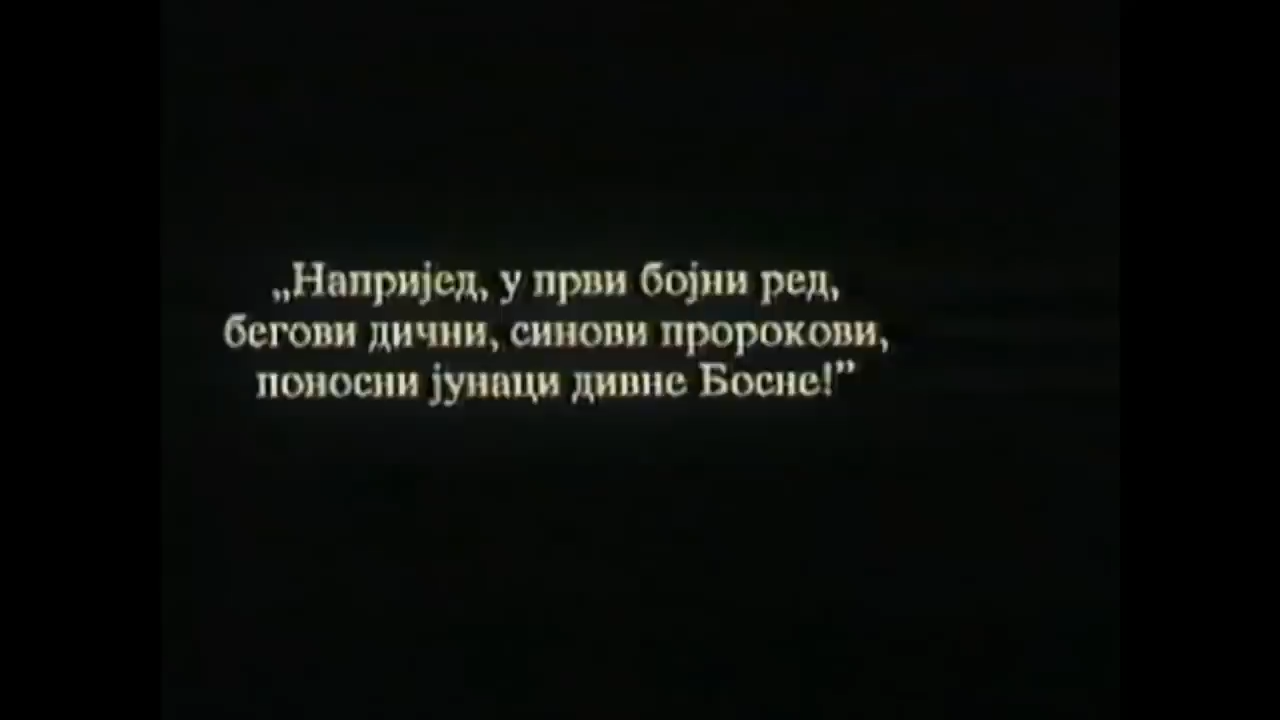 „Напријед, у први бојни ред,
бегови дични, синови пророкови,
поносни јунаци дивне Босне!”